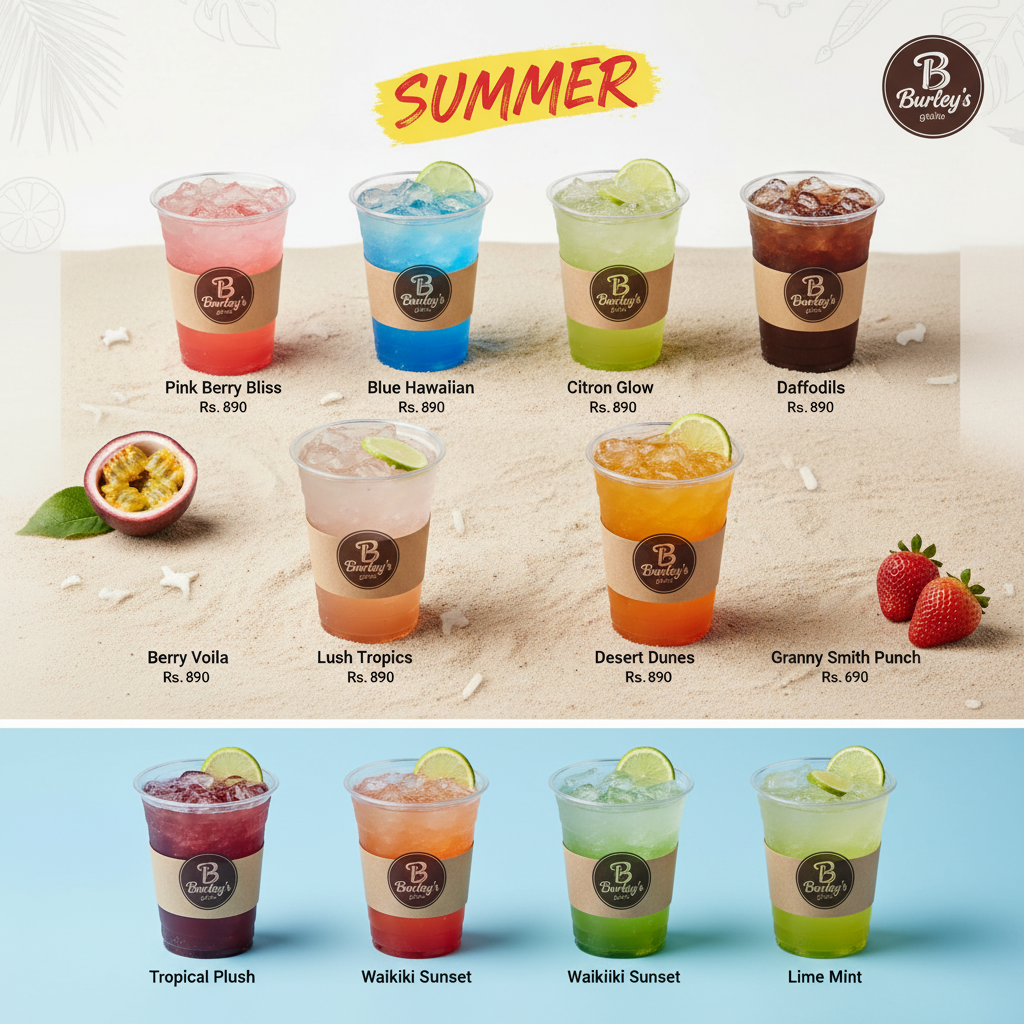 SUMMER
B
Burley's
Pink Berry Bliss
Rs. 890
Blue Hawaiian
Rs. 890
Citron Glow
Rs. 890
Daffodils
Rs. 890
Berry Voila
Rs. 890
Lush Tropics
Rs. 890
Desert Dunes
Rs. 890
Granny Smith Punch
Rs. 690
Tropical Plush
Waikiki Sunset
Waikiiki Sunset
Lime Mint